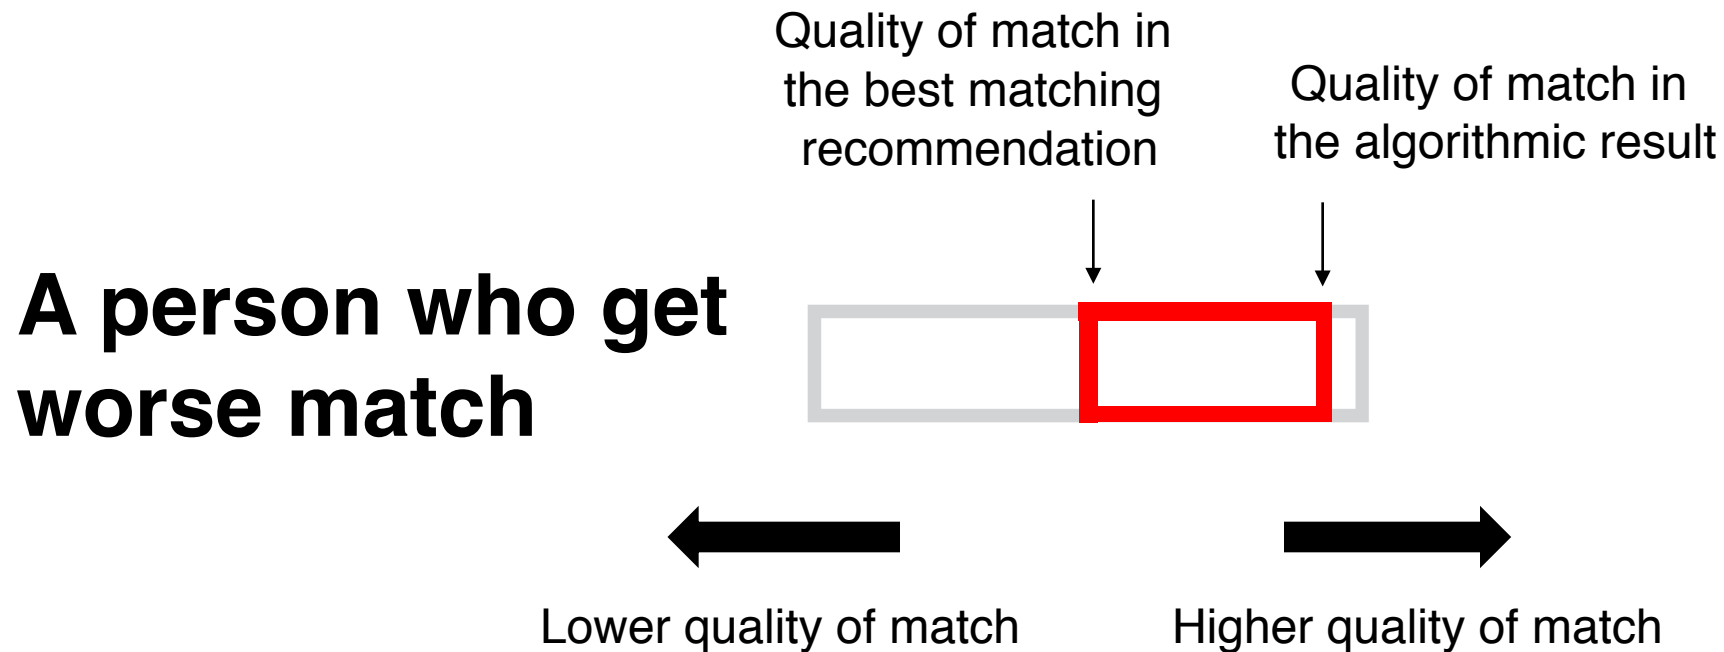 Quality of match in
the best matching
recommendation
Quality of match in
the algorithmic result
A person who get
worse match
Lower quality of match
Higher quality of match